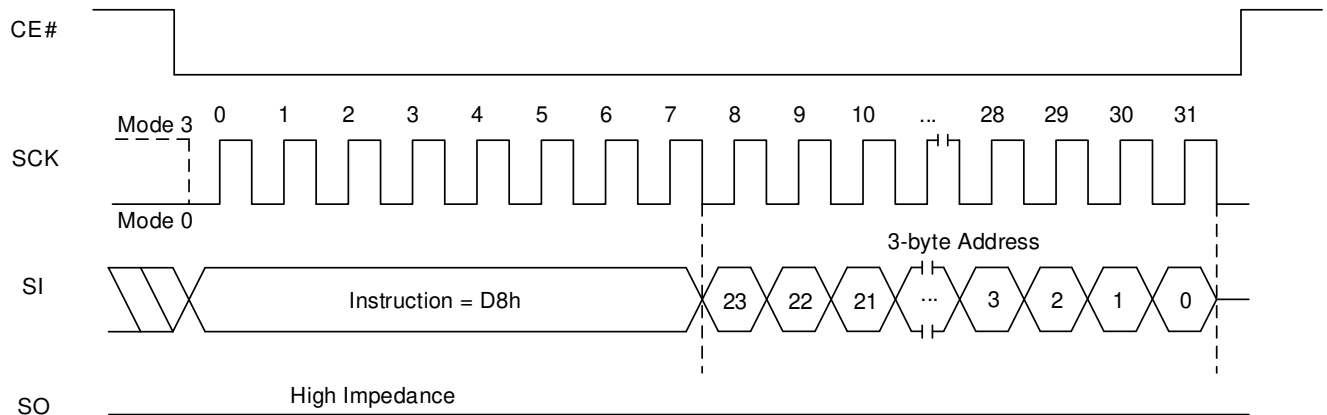 CE#
Mode 3 0 1 2 3 4 5 6 7 8 9 10 ... 28 29 30 31
SCK
Mode 0
3-byte Address
SI Instruction = D8h 23 22 21 ... 3 2 1 0
High Impedance
SO